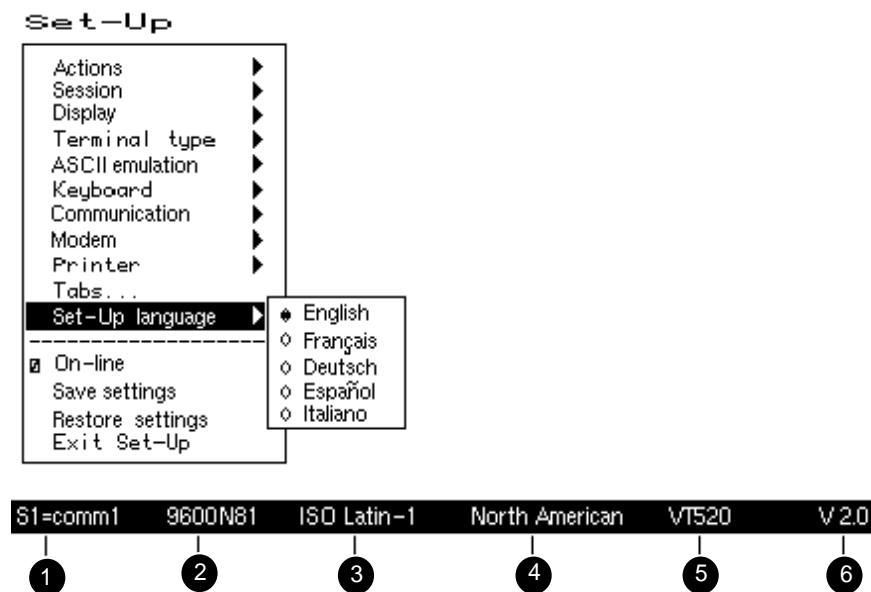 Set-Up
Actions
Session
Display
Terminal type
ASCII emulation
Keyboard
Communication
Modem
Printer
Tabs...
Set-Up language
English
Français
Deutsch
Español
Italiano
On-line
Save settings
Restore settings
Exit Set-Up
S1=comm1 9600N81 ISO Latin-1 North American VT520 V 2.0
1 2 3 4 5 6